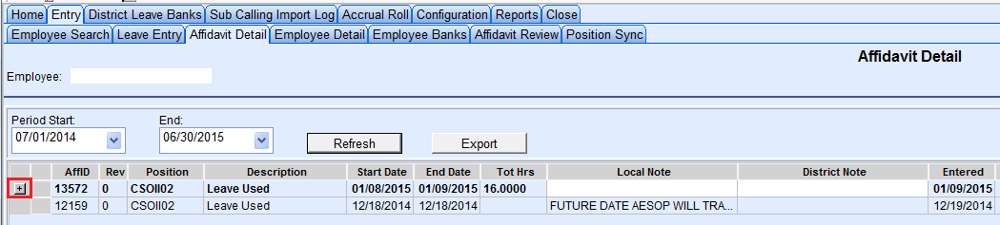 Home Entry District Leave Banks Sub Calling Import Log Accrual Roll Configuration Reports Close
Employee Search Leave Entry Affidavit Detail Employee Detail Employee Banks Affidavit Review Position Sync
Affidavit Detail
Employee:
Period Start: End:
07/01/2014 06/30/2015 Refresh Export
AffID Rev Position Description Start Date End Date Tot Hrs Local Note District Note Entered
+ 13572 0 CSOII02 Leave Used 01/08/2015 01/09/2015 16.0000 01/09/2015
12159 0 CSOII02 Leave Used 12/18/2014 12/18/2014 FUTURE DATE AESOP WILL TRA... 12/19/2014